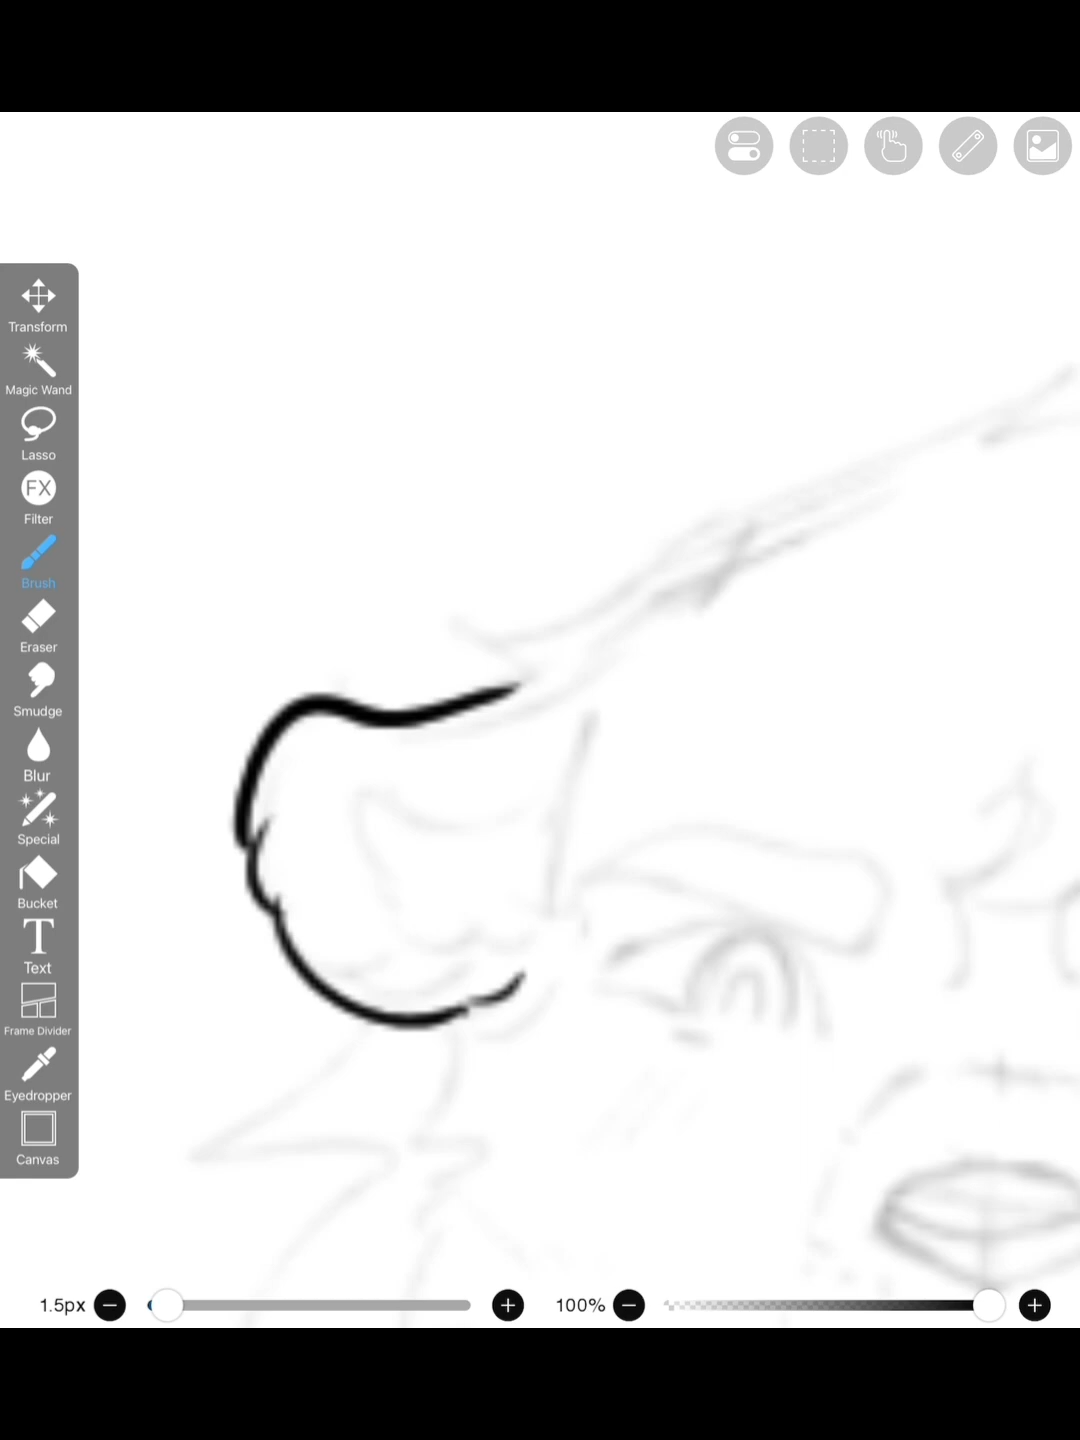 Transform
Magic Wand
Lasso
FX
Filter
Brush
Eraser
Smudge
Blur
Special
Bucket
T
Text
Frame Divider
Eyedropper
Canvas
1.5px
100%